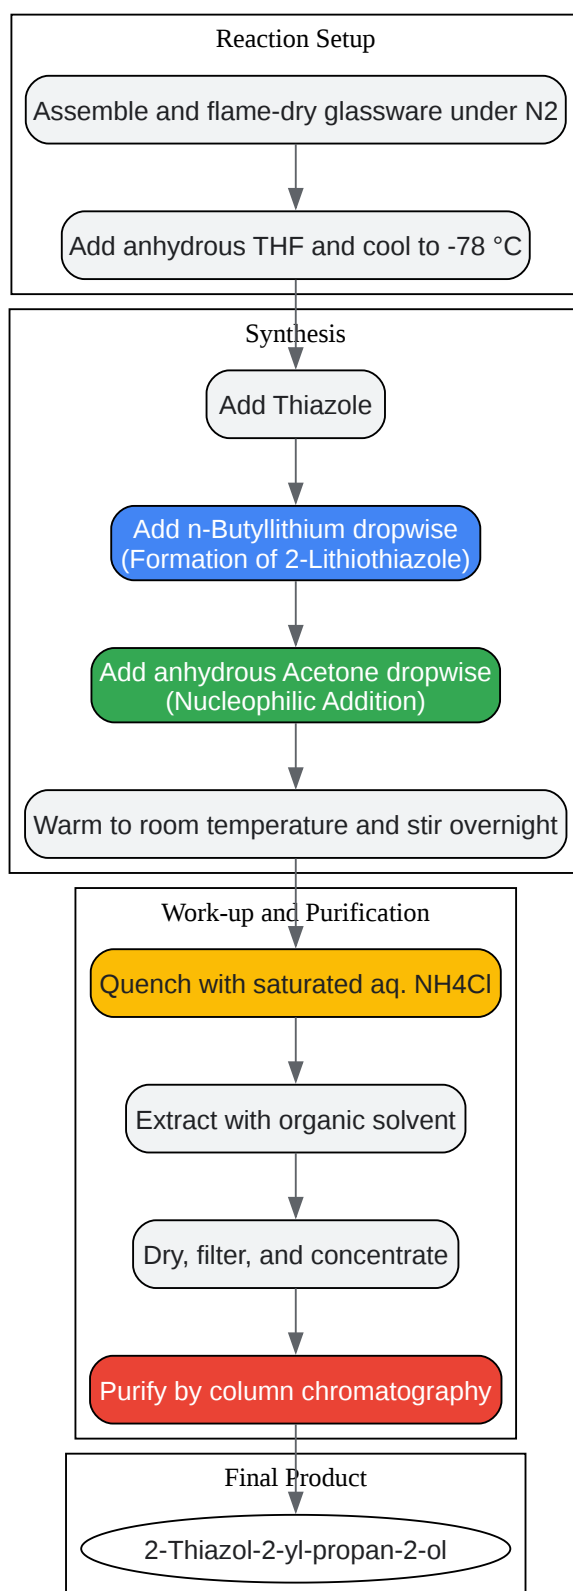 Reaction Setup
Assemble and flame-dry glassware under N2
Add anhydrous THF and cool to -78 °C
Synthesis
Add Thiazole
Add n-Butyllithium dropwise
(Formation of 2-Lithiothiazole)
Add anhydrous Acetone dropwise
(Nucleophilic Addition)
Warm to room temperature and stir overnight
Work-up and Purification
Quench with saturated aq. NH4Cl
Extract with organic solvent
Dry, filter, and concentrate
Purify by column chromatography
Final Product
2-Thiazol-2-yl-propan-2-ol